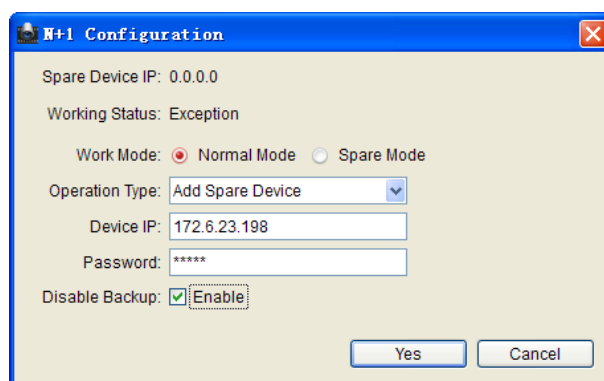 N+1 Configuration
Spare Device IP: 0.0.0.0
Working Status: Exception
Work Mode: Normal Mode Spare Mode
Operation Type: Add Spare Device
Device IP: 172.6.23.198
Password: *****
Disable Backup: Enable
Yes Cancel